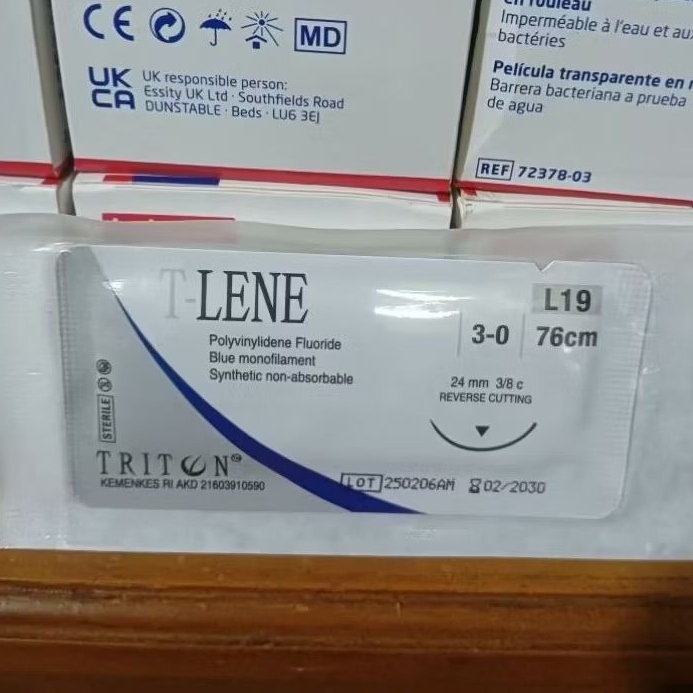 en rouleau
Imperméable à l'eau et aux
bactéries
Película transparente en
Barrera bacteriana a prueba
de agua
REF 72378-03
CE MD
UK
CA
UK responsible person:
Essity UK Ltd · Southfields Road
DUNSTABLE · Beds · LU6 3EJ
T-LENE
Polyvinylidene Fluoride
Blue monofilament
Synthetic non-absorbable
L19
3-0 76cm
24 mm 3/8 c
REVERSE CUTTING
STERILE
TRITON®
KEMENKES RI AKD 21603910590
LOT 250206AM 02/2030